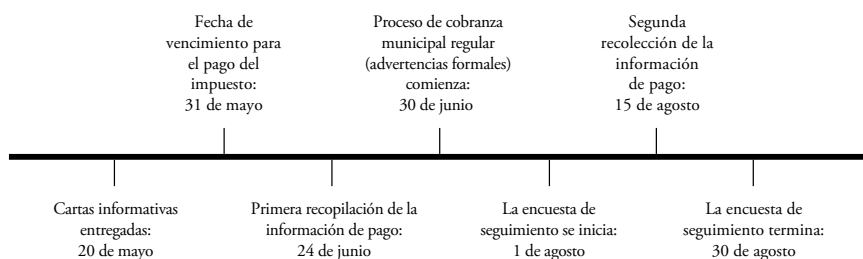 Fecha de
vencimiento para
el pago del
impuesto:
31 de mayo
Proceso de cobranza
municipal regular
(advertencias formales)
comienza:
30 de junio
Segunda
recolección de la
información
de pago:
15 de agosto
Cartas informativas
entregadas:
20 de mayo
Primera recopilación de la
información de pago:
24 de junio
La encuesta de
seguimiento se inicia:
1 de agosto
La encuesta de
seguimiento termina:
30 de agosto